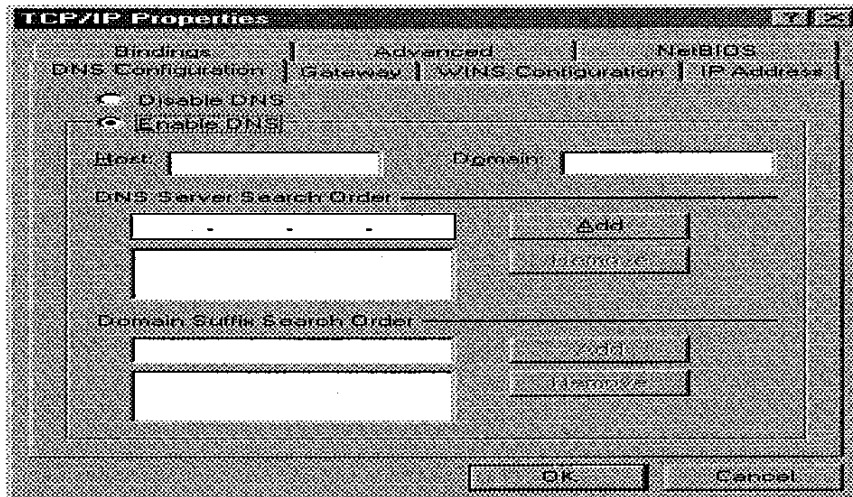 TCP/IP Properties
Bindings Advanced NetBIOS
DNS Configuration Gateway WINS Configuration IP Address
Disable DNS
Enable DNS
Host: Domain:
DNS Server Search Order
Add
Remove
Domain Suffix Search Order
Add
Remove
OK Cancel